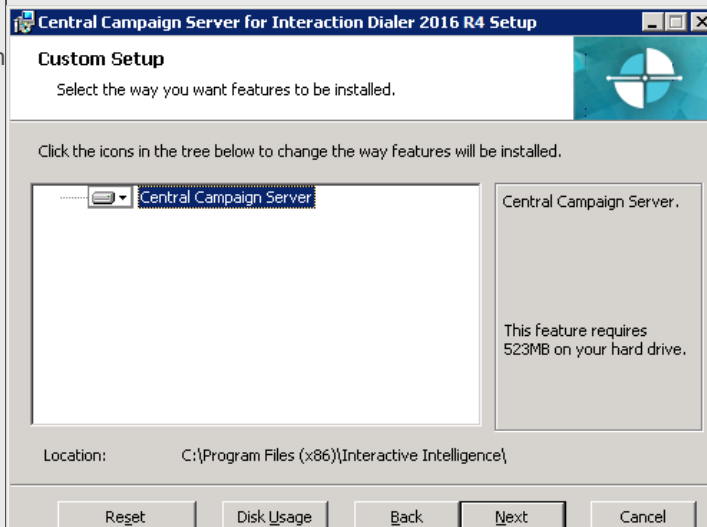 Central Campaign Server for Interaction Dialer 2016 R4 Setup
Custom Setup
Select the way you want features to be installed.
Click the icons in the tree below to change the way features will be installed.
Central Campaign Server
Central Campaign Server.
This feature requires
523MB on your hard drive.
Location: C:\Program Files (x86)\Interactive Intelligence\
Reset Disk Usage Back Next Cancel